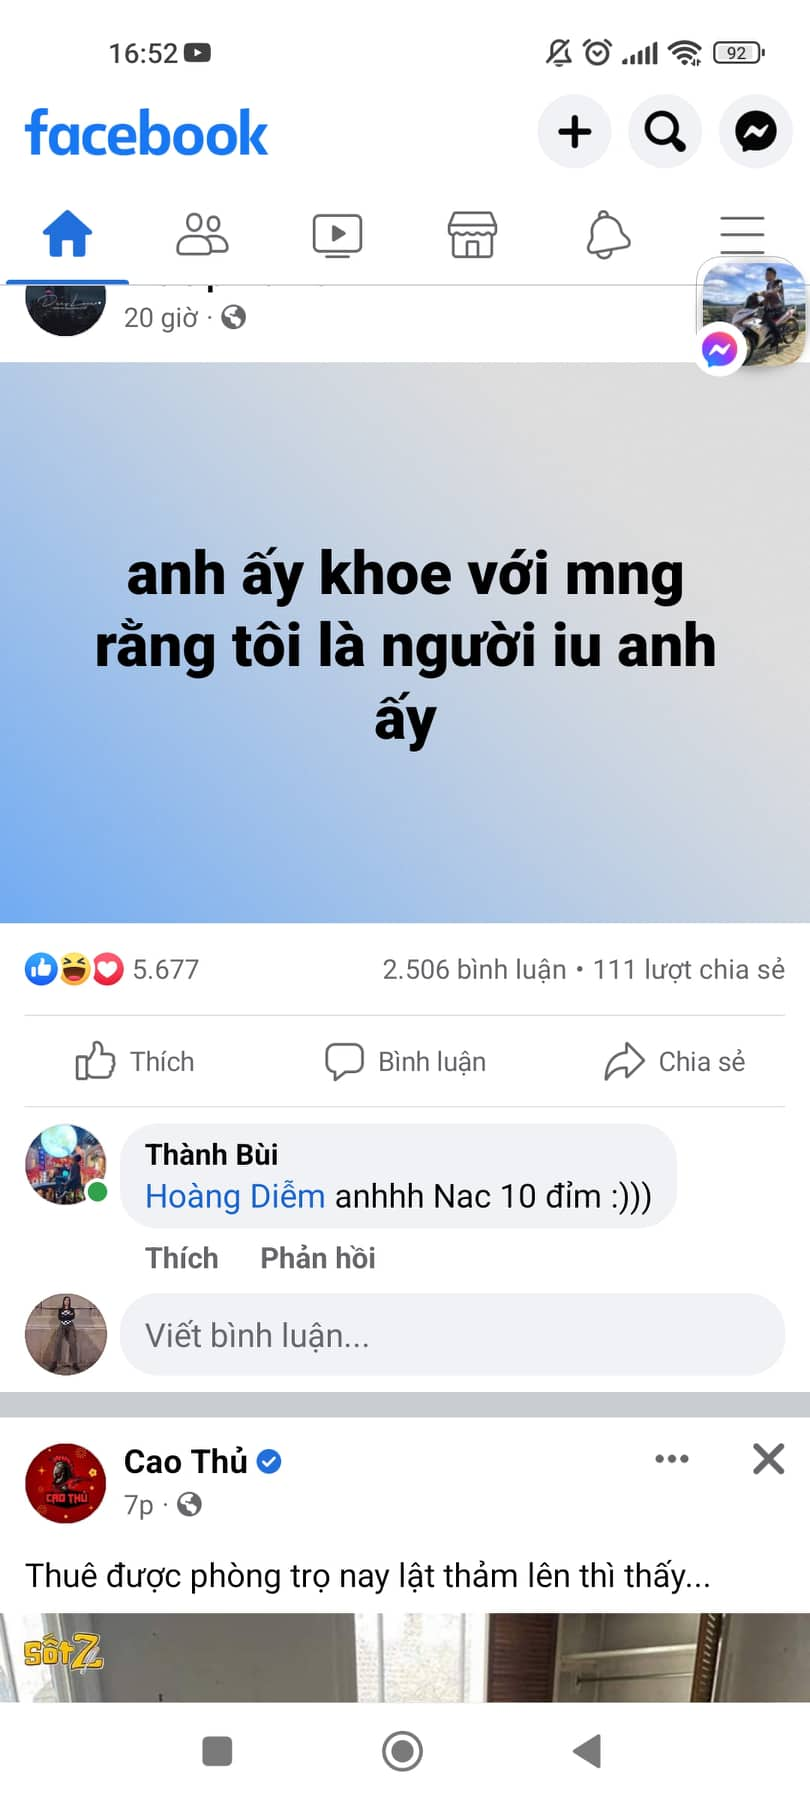 16:52
92
facebook
20 giờ ·
anh ấy khoe với mng
rằng tôi là người iu anh
ấy
5.677
2.506 bình luận • 111 lượt chia sẻ
Thích
Bình luận
Chia sẻ
Thành Bùi
Hoàng Diễm anhhh Nac 10 đỉm :)))
Thích
Phản hồi
Viết bình luận...
CAO THỦ
Cao Thủ
7p ·
Thuê được phòng trọ nay lật thảm lên thì thấy...
SốtZ